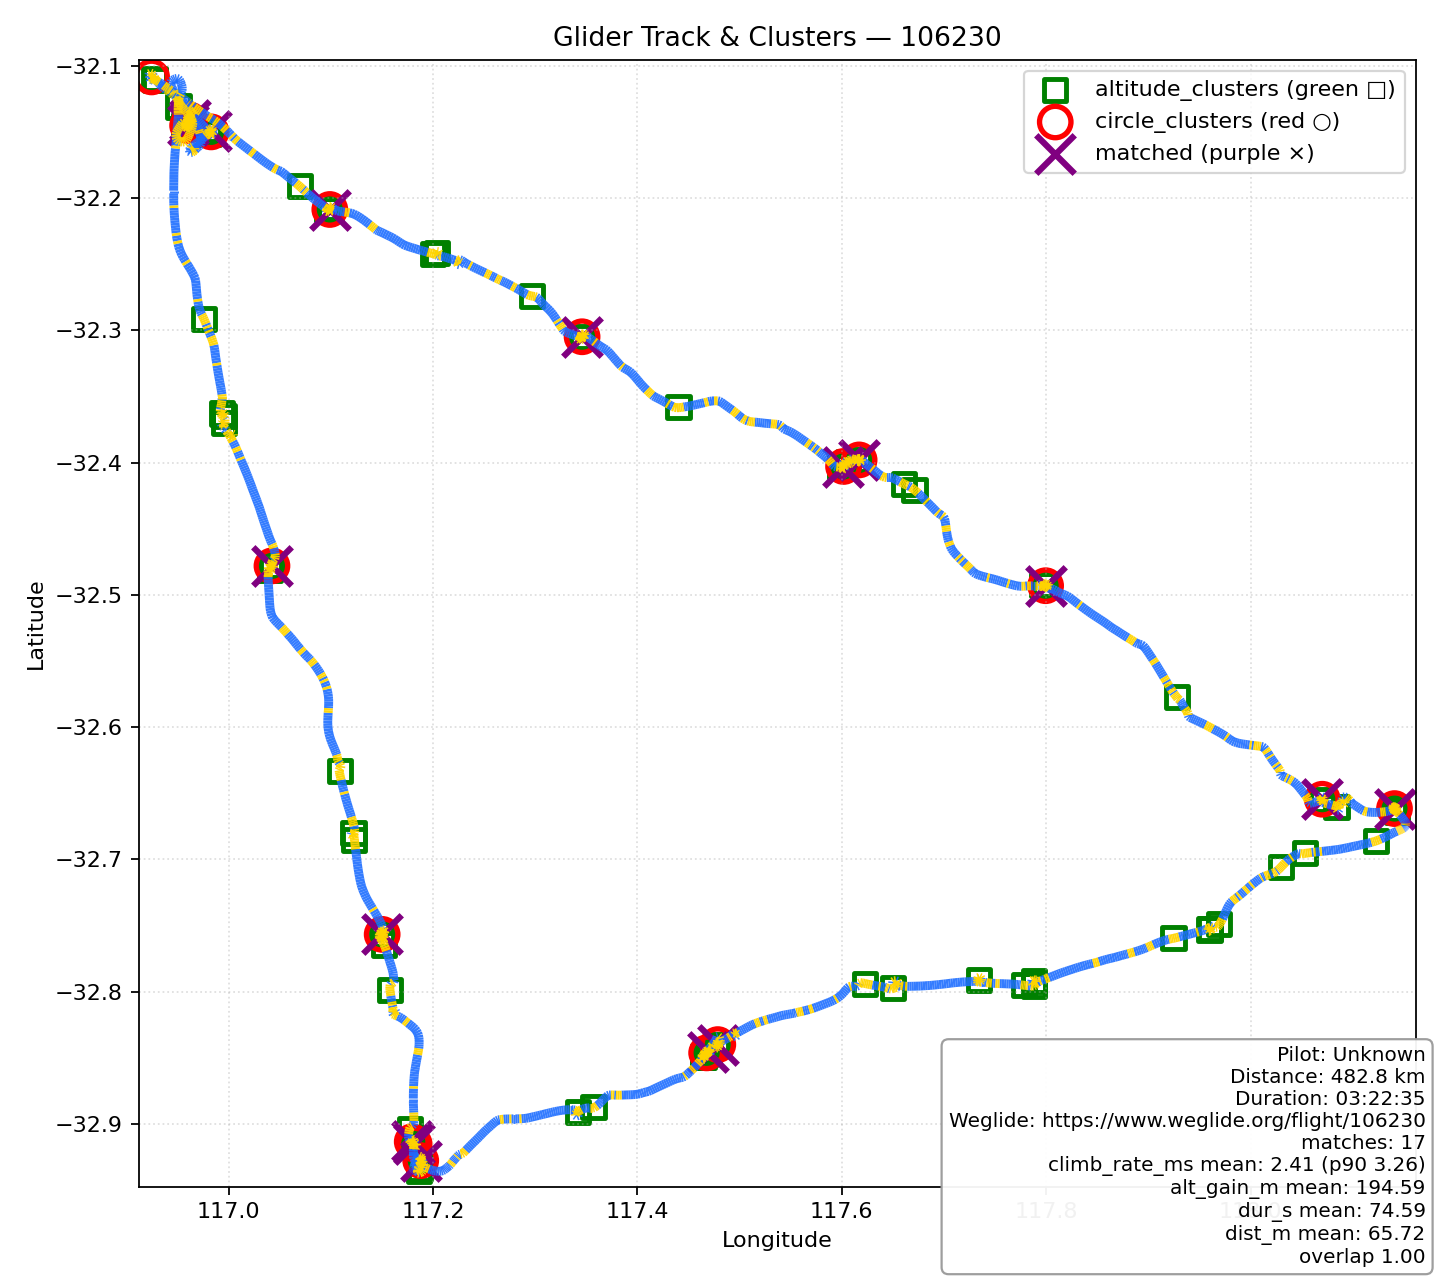 Glider Track & Clusters — 106230
altitude_clusters (green □)
circle_clusters (red ○)
matched (purple ×)
−32.1
−32.2
−32.3
−32.4
−32.5
−32.6
−32.7
−32.8
−32.9
Latitude
117.0
117.2
117.4
117.6
117.8
Longitude
Pilot: Unknown
Distance: 482.8 km
Duration: 03:22:35
Weglide: https://www.weglide.org/flight/106230
matches: 17
climb_rate_ms mean: 2.41 (p90 3.26)
alt_gain_m mean: 194.59
dur_s mean: 74.59
dist_m mean: 65.72
overlap 1.00